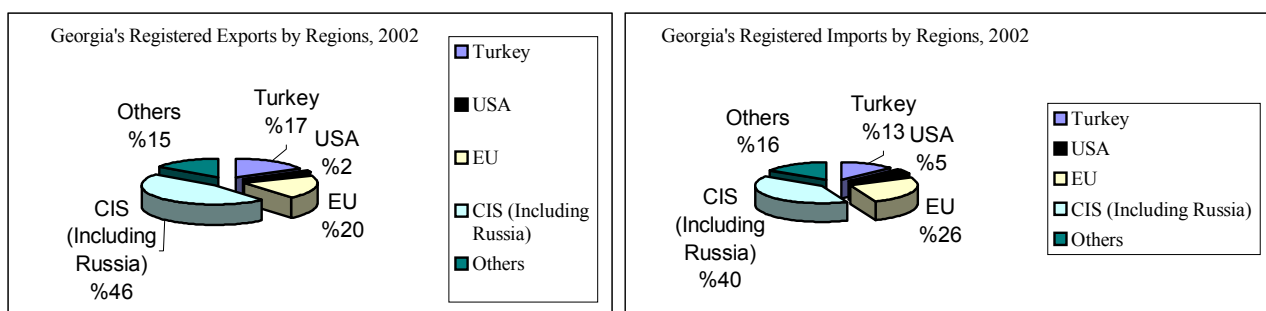 Georgia's Registered Exports by Regions, 2002
Turkey
%17
USA
%2
EU
%20
CIS
(Including
Russia)
%46
Others
%15
Turkey
USA
EU
CIS (Including
Russia)
Others
Georgia's Registered Imports by Regions, 2002
Turkey
%13
USA
%5
EU
%26
CIS
(Including
Russia)
%40
Others
%16
Turkey
USA
EU
CIS (Including Russia)
Others